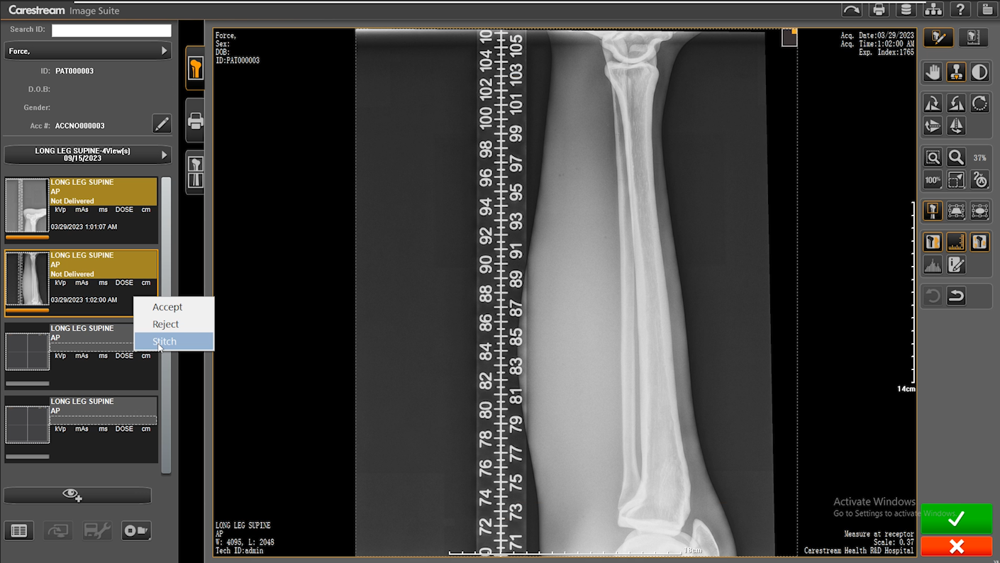 Carestream Image Suite
Search ID:
Force,
ID: PAT000003
D.O.B:
Gender:
Acc #: ACCNO000003
LONG LEG SUPINE-4View(s)
09/15/2023
LONG LEG SUPINE
AP
Not Delivered
kVp mAs ms DOSE cm
03/29/2023 1:01:07 AM
LONG LEG SUPINE
AP
Not Delivered
kVp mAs ms DOSE cm
03/29/2023 1:02:00 AM
Accept
Reject
Stitch
LONG LEG SUPINE
AP
kVp mAs ms DOSE cm
LONG LEG SUPINE
AP
kVp mAs ms DOSE cm
Force,
Sex:
DOB:
ID:PAT000003
Acq. Date:03/29/2023
Acq. Time:1:02:00 AM
Exp. Index:1765
105
104
103
102
101
100
99
98
97
96
95
94
93
92
91
90
89
88
87
86
85
84
83
82
81
80
79
78
77
76
75
74
73
72
71
14cm
18cm
LONG LEG SUPINE
AP
W: 4095, L: 2048
Tech ID:admin
Activate Windows
Go to Settings to activate Windows.
Measure at receptor
Scale: 0.37
Carestream Health R&D Hospital
37%
100%
?